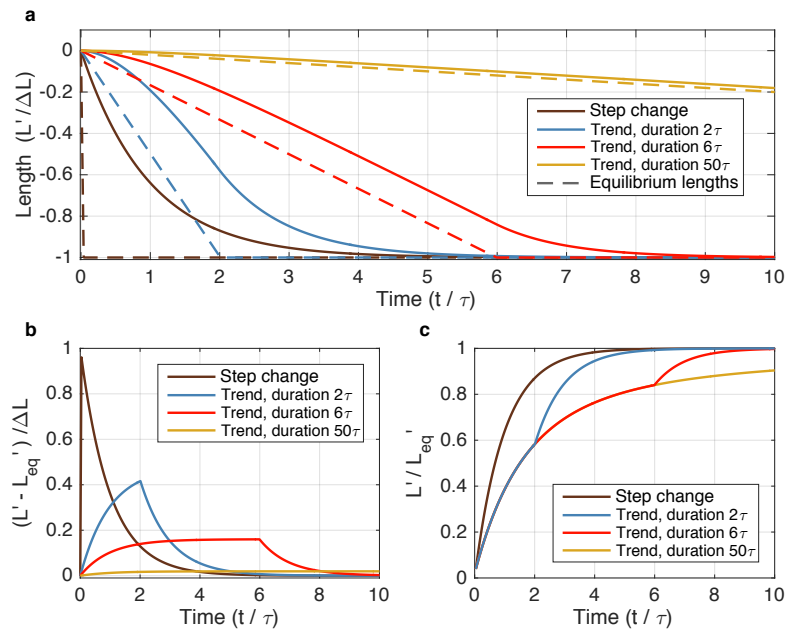 a
0
-0.2
-0.4
-0.6
-0.8
-1
Length (L' /ΔL)
Step change
Trend, duration 2τ
Trend, duration 6τ
Trend, duration 50τ
Equilibrium lengths
0 1 2 3 4 5 6 7 8 9 10
Time (t / τ)
b
1
0.8
0.6
0.4
0.2
0
(L' - L_eq' ) /ΔL
Step change
Trend, duration 2τ
Trend, duration 6τ
Trend, duration 50τ
0 2 4 6 8 10
Time (t / τ)
c
1
0.8
0.6
0.4
0.2
0
L' / L_eq'
Step change
Trend, duration 2τ
Trend, duration 6τ
Trend, duration 50τ
0 2 4 6 8 10
Time (t / τ)